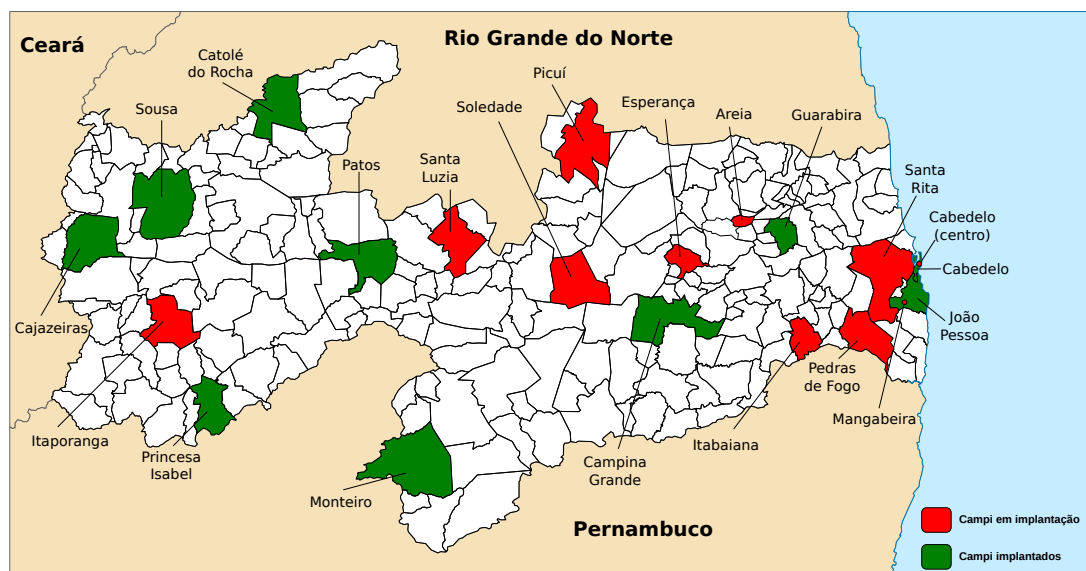 Ceará
Rio Grande do Norte
Catolé
do Rocha
Sousa
Picuí
Soledade
Esperança
Areia
Guarabira
Patos
Santa
Luzia
Santa
Rita
Cabedelo
(centro)
Cabedelo
João
Pessoa
Cajazeiras
Pedras
de Fogo
Mangabeira
Itaporanga
Princesa
Isabel
Itabaiana
Campina
Grande
Monteiro
Pernambuco
Campi em implantação
Campi implantados